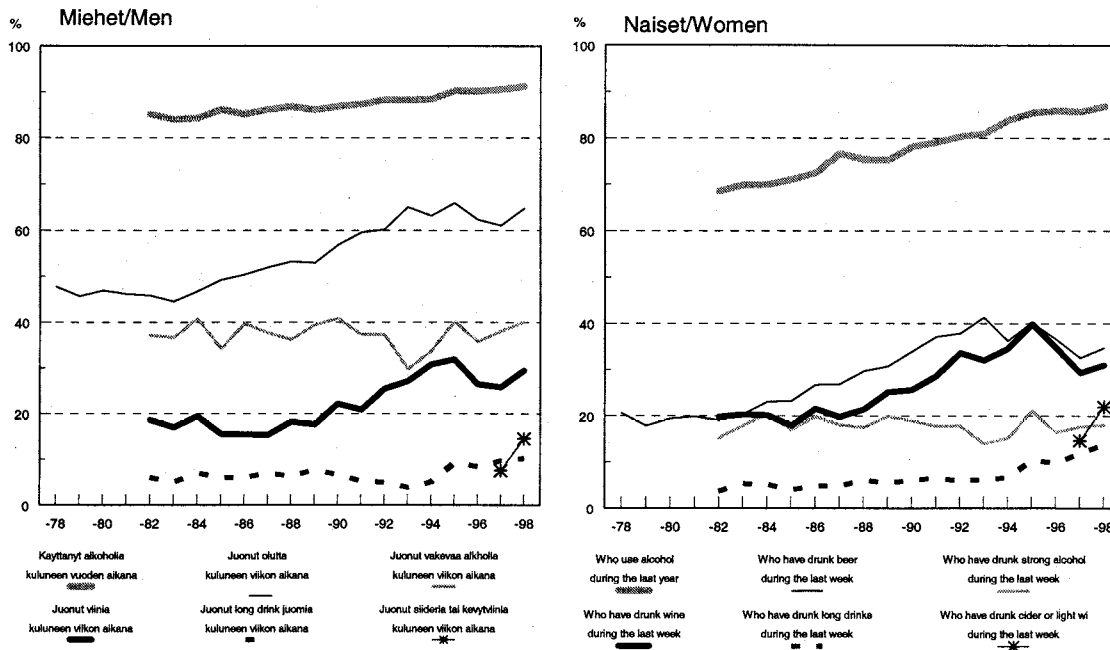 % Miehet/Men
100
80
60
40
20
0
-78 -80 -82 -84 -86 -88 -90 -92 -94 -96 -98
Kayttanyt alkoholia
kuluneen vuoden aikana
Juonut olutta
kuluneen viikon aikana
Juonut vakevaa alkholia
kuluneen viikon aikana
Juonut viinia
kuluneen viikon aikana
Juonut long drink juomia
kuluneen viikon aikana
Juonut siideria tai kevytviinia
kuluneen viikon aikana
% Naiset/Women
100
80
60
40
20
0
-78 -80 -82 -84 -86 -88 -90 -92 -94 -96 -98
Who use alcohol
during the last year
Who have drunk beer
during the last week
Who have drunk strong alcohol
during the last week
Who have drunk wine
during the last week
Who have drunk long drinks
during the last week
Who have drunk cider or light wi
during the last week